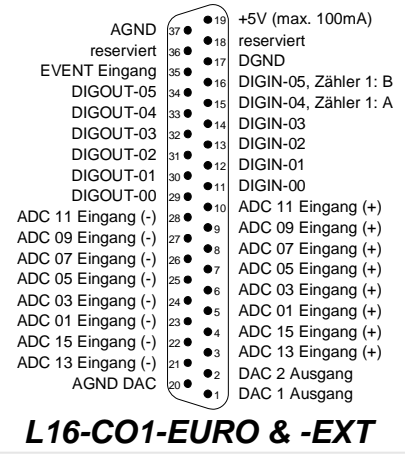 19 +5V (max. 100mA)
AGND 37
18 reserviert
reserviert 36
17 DGND
EVENT Eingang 35
16 DIGIN-05, Zähler 1: B
DIGOUT-05 34
15 DIGIN-04, Zähler 1: A
DIGOUT-04 33
14 DIGIN-03
DIGOUT-03 32
13 DIGIN-02
DIGOUT-02 31
12 DIGIN-01
DIGOUT-01 30
11 DIGIN-00
DIGOUT-00 29
10 ADC 11 Eingang (+)
ADC 11 Eingang (-) 28
9 ADC 09 Eingang (+)
ADC 09 Eingang (-) 27
8 ADC 07 Eingang (+)
ADC 07 Eingang (-) 26
7 ADC 05 Eingang (+)
ADC 05 Eingang (-) 25
6 ADC 03 Eingang (+)
ADC 03 Eingang (-) 24
5 ADC 01 Eingang (+)
ADC 01 Eingang (-) 23
4 ADC 15 Eingang (+)
ADC 15 Eingang (-) 22
3 ADC 13 Eingang (+)
ADC 13 Eingang (-) 21
2 DAC 2 Ausgang
AGND DAC 20
1 DAC 1 Ausgang
L16-CO1-EURO & -EXT